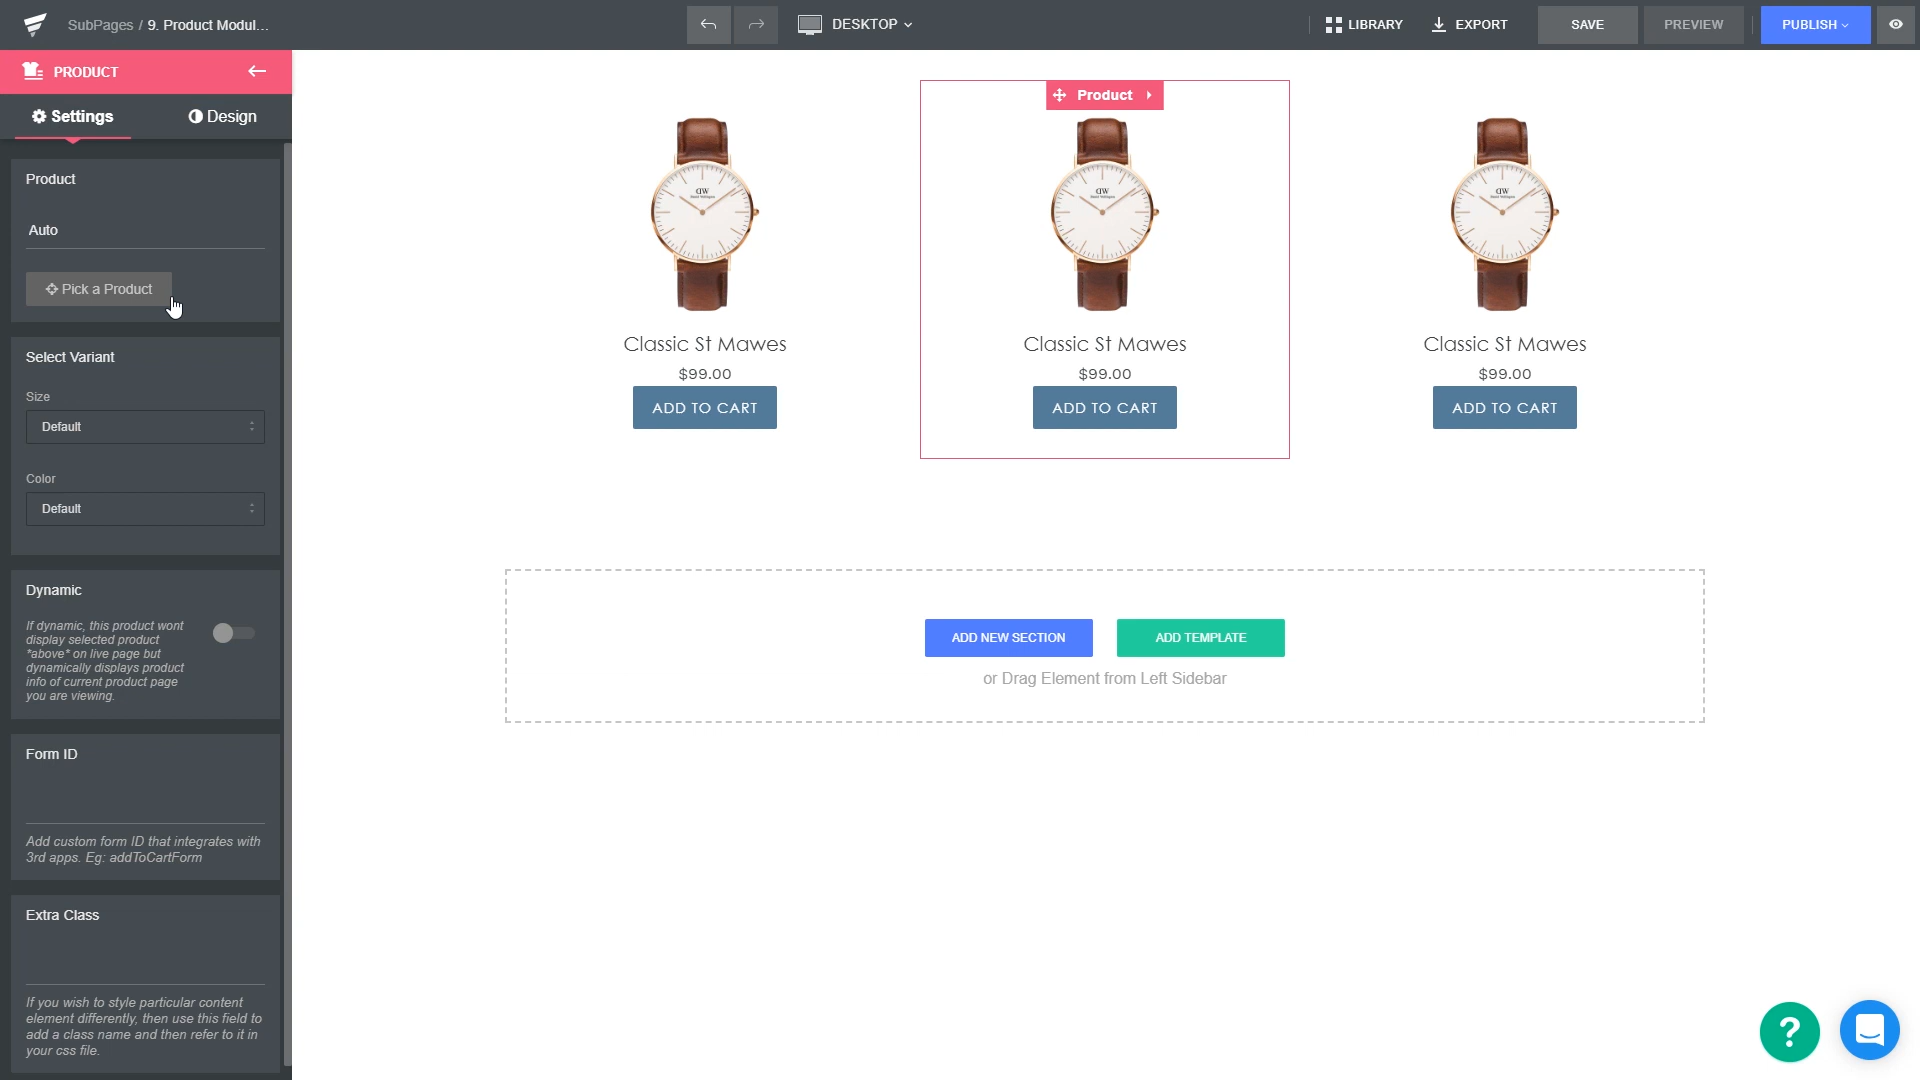 SubPages / 9. Product Modul...
DESKTOP
LIBRARY
EXPORT
SAVE
PREVIEW
PUBLISH
PRODUCT
Settings
Design
Product
Auto
Pick a Product
Select Variant
Size
Default
Color
Default
Dynamic
If dynamic, this product wont
display selected product
*above* on live page but
dynamically displays product
info of current product page
you are viewing.
Form ID
Add custom form ID that integrates with
3rd apps. Eg: addToCartForm
Extra Class
If you wish to style particular content
element differently, then use this field to
add a class name and then refer to it in
your css file.
Product
Classic St Mawes
$99.00
ADD TO CART
Classic St Mawes
$99.00
ADD TO CART
Classic St Mawes
$99.00
ADD TO CART
ADD NEW SECTION
ADD TEMPLATE
or Drag Element from Left Sidebar
?